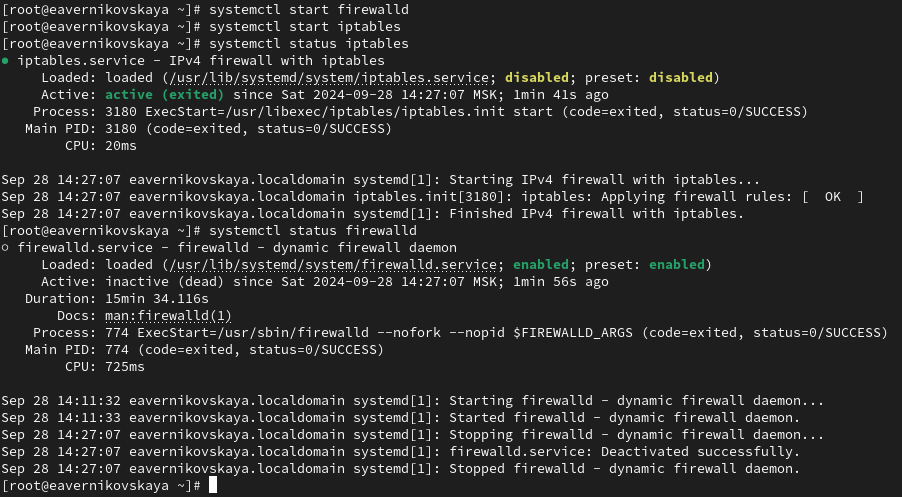 [root@eavernikovskaya ~]# systemctl start firewalld
[root@eavernikovskaya ~]# systemctl start iptables
[root@eavernikovskaya ~]# systemctl status iptables
● iptables.service - IPv4 firewall with iptables
     Loaded: loaded (/usr/lib/systemd/system/iptables.service; disabled; preset: disabled)
     Active: active (exited) since Sat 2024-09-28 14:27:07 MSK; 1min 41s ago
    Process: 3180 ExecStart=/usr/libexec/iptables/iptables.init start (code=exited, status=0/SUCCESS)
   Main PID: 3180 (code=exited, status=0/SUCCESS)
        CPU: 20ms

Sep 28 14:27:07 eavernikovskaya.localdomain systemd[1]: Starting IPv4 firewall with iptables...
Sep 28 14:27:07 eavernikovskaya.localdomain iptables.init[3180]: iptables: Applying firewall rules: [  OK  ]
Sep 28 14:27:07 eavernikovskaya.localdomain systemd[1]: Finished IPv4 firewall with iptables.
[root@eavernikovskaya ~]# systemctl status firewalld
○ firewalld.service - firewalld - dynamic firewall daemon
     Loaded: loaded (/usr/lib/systemd/system/firewalld.service; enabled; preset: enabled)
     Active: inactive (dead) since Sat 2024-09-28 14:27:07 MSK; 1min 56s ago
   Duration: 15min 34.116s
       Docs: man:firewalld(1)
    Process: 774 ExecStart=/usr/sbin/firewalld --nofork --nopid $FIREWALLD_ARGS (code=exited, status=0/SUCCESS)
   Main PID: 774 (code=exited, status=0/SUCCESS)
        CPU: 725ms

Sep 28 14:11:32 eavernikovskaya.localdomain systemd[1]: Starting firewalld - dynamic firewall daemon...
Sep 28 14:11:33 eavernikovskaya.localdomain systemd[1]: Started firewalld - dynamic firewall daemon.
Sep 28 14:27:07 eavernikovskaya.localdomain systemd[1]: Stopping firewalld - dynamic firewall daemon...
Sep 28 14:27:07 eavernikovskaya.localdomain systemd[1]: firewalld.service: Deactivated successfully.
Sep 28 14:27:07 eavernikovskaya.localdomain systemd[1]: Stopped firewalld - dynamic firewall daemon.
[root@eavernikovskaya ~]#